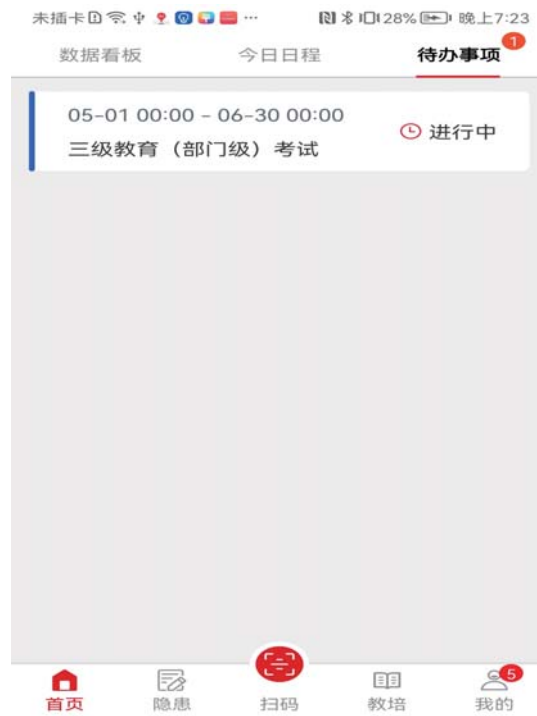 未插卡 28% 晚上7:23
数据看板 今日日程 待办事项 1
05-01 00:00 - 06-30 00:00
三级教育（部门级）考试
进行中
5
首页 隐患 扫码 教培 我的